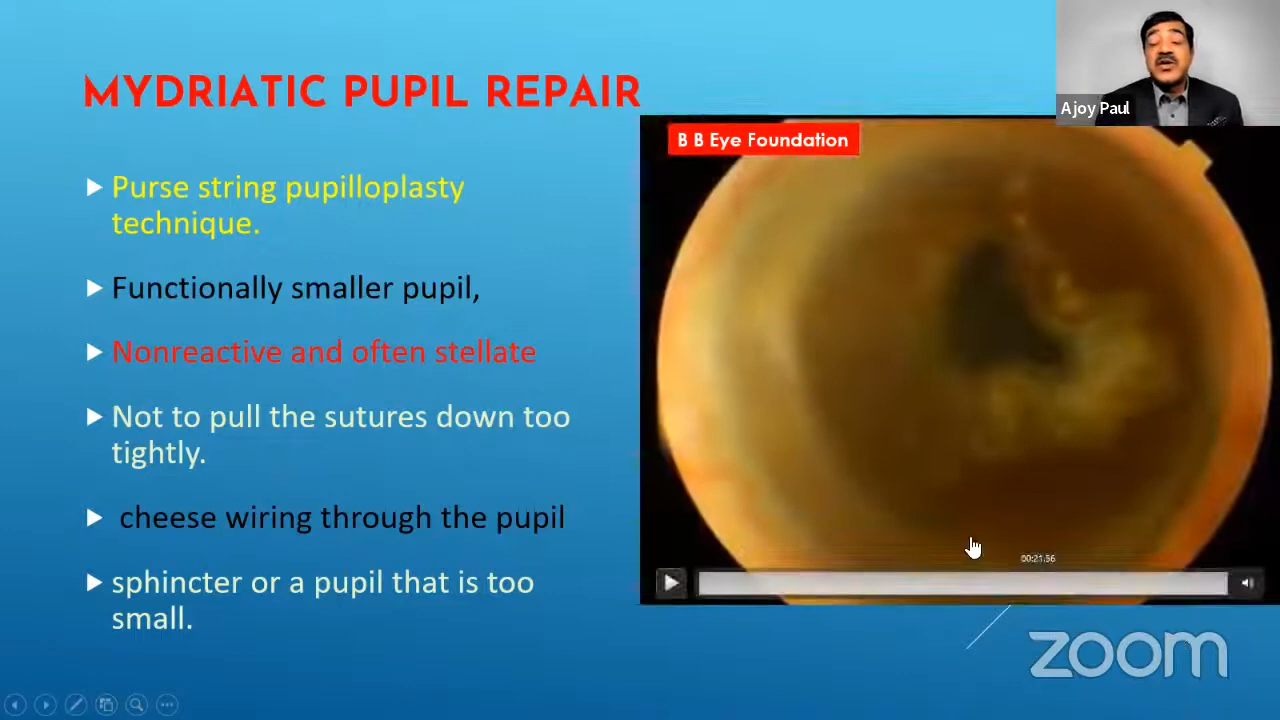 MYDRIATIC PUPIL REPAIR
Ajoy Paul
B B Eye Foundation
Purse string pupilloplasty
technique.
Functionally smaller pupil,
Nonreactive and often stellate
Not to pull the sutures down too
tightly.
cheese wiring through the pupil
sphincter or a pupil that is too
small.
00:21.56
zoom